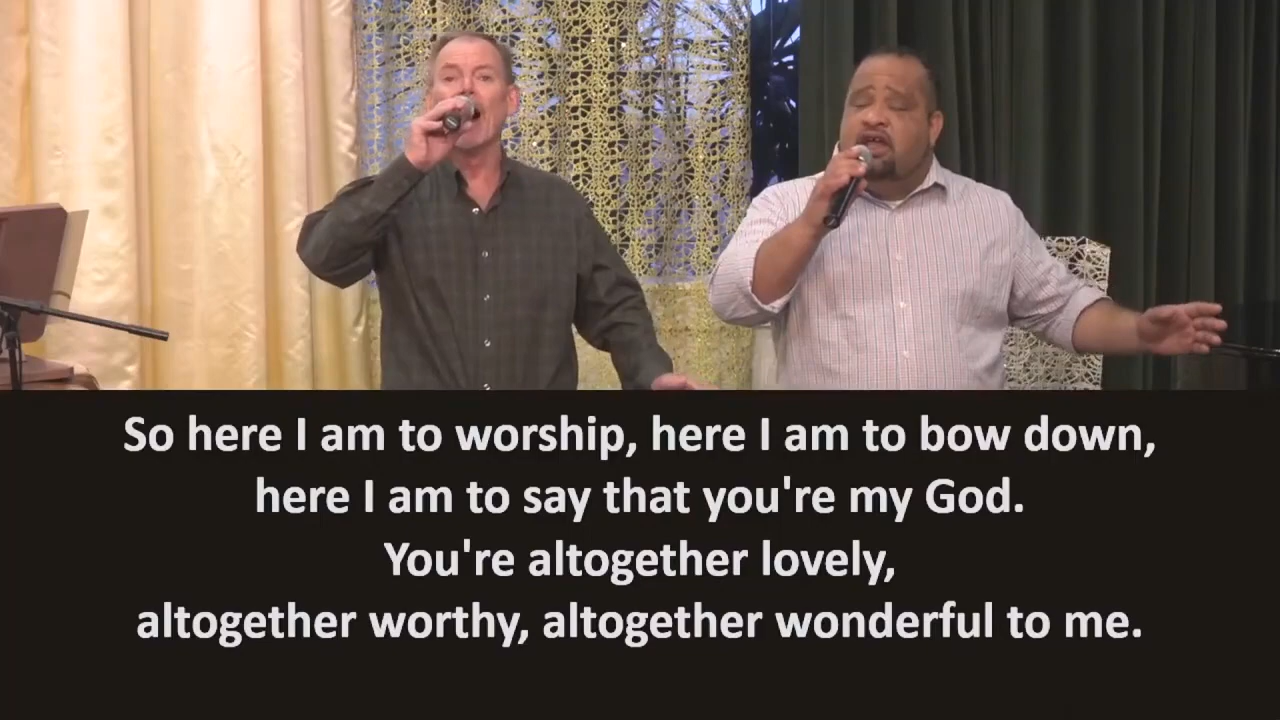 So here I am to worship, here I am to bow down,
here I am to say that you're my God.
You're altogether lovely,
altogether worthy, altogether wonderful to me.